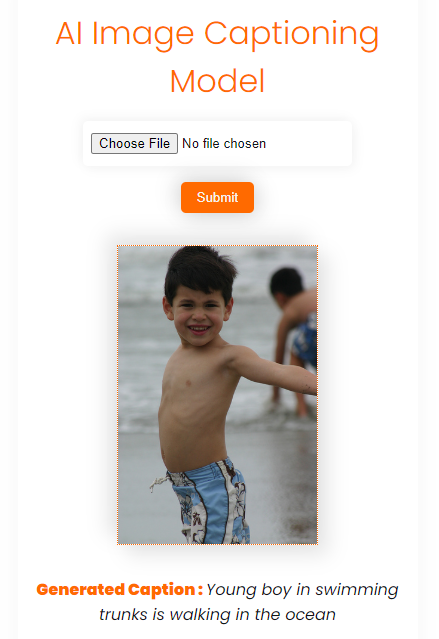 AI Image Captioning
Model
Choose File No file chosen
Submit
Generated Caption : Young boy in swimming
trunks is walking in the ocean